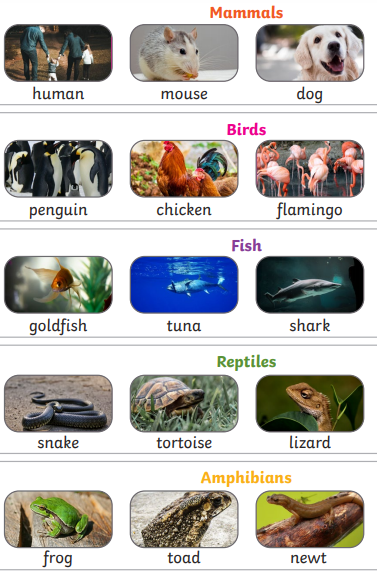 Mammals
human mouse dog
Birds
penguin chicken flamingo
Fish
goldfish tuna shark
Reptiles
snake tortoise lizard
Amphibians
frog toad newt